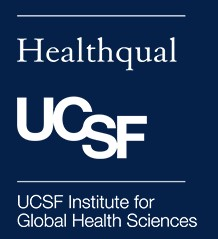 Healthqual
UCSF
UCSF Institute for
Global Health Sciences